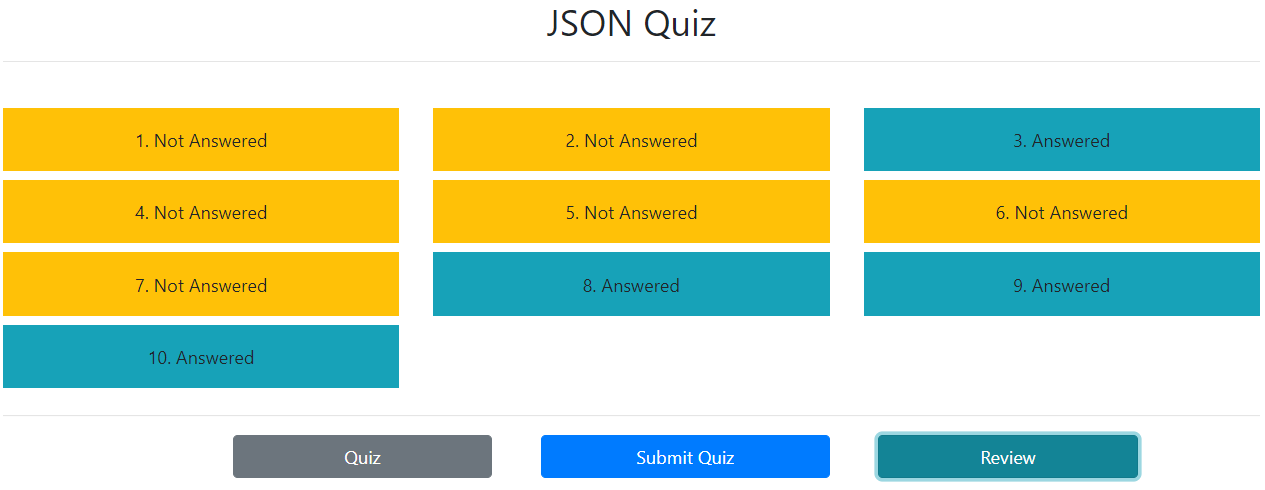 JSON Quiz
1. Not Answered
2. Not Answered
3. Answered
4. Not Answered
5. Not Answered
6. Not Answered
7. Not Answered
8. Answered
9. Answered
10. Answered
Quiz
Submit Quiz
Review